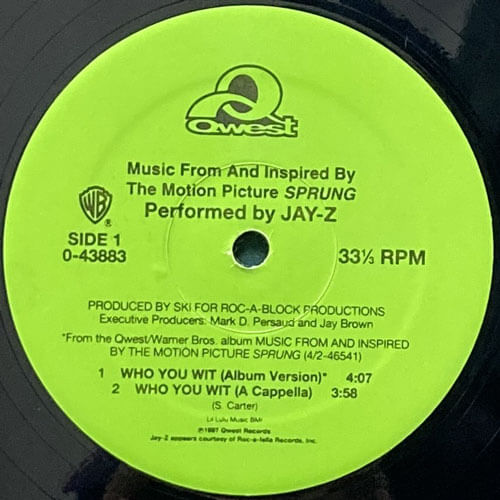 Qwest
Music From And Inspired By
The Motion Picture SPRUNG
Performed by JAY-Z
WB
SIDE 1
0-43883
33⅓ RPM
PRODUCED BY SKI FOR ROC-A-BLOCK PRODUCTIONS
Executive Producers: Mark D. Persaud and Jay Brown
*From the Qwest/Warner Bros. album MUSIC FROM AND INSPIRED
BY THE MOTION PICTURE SPRUNG (4/2-46541)
1 WHO YOU WIT (Album Version)* 4:07
2 WHO YOU WIT (A Cappella) 3:58
(S. Carter)
Lil Lulu Music BMI
℗1997 Qwest Records
Jay-Z appears courtesy of Roc-a-fella Records, Inc.